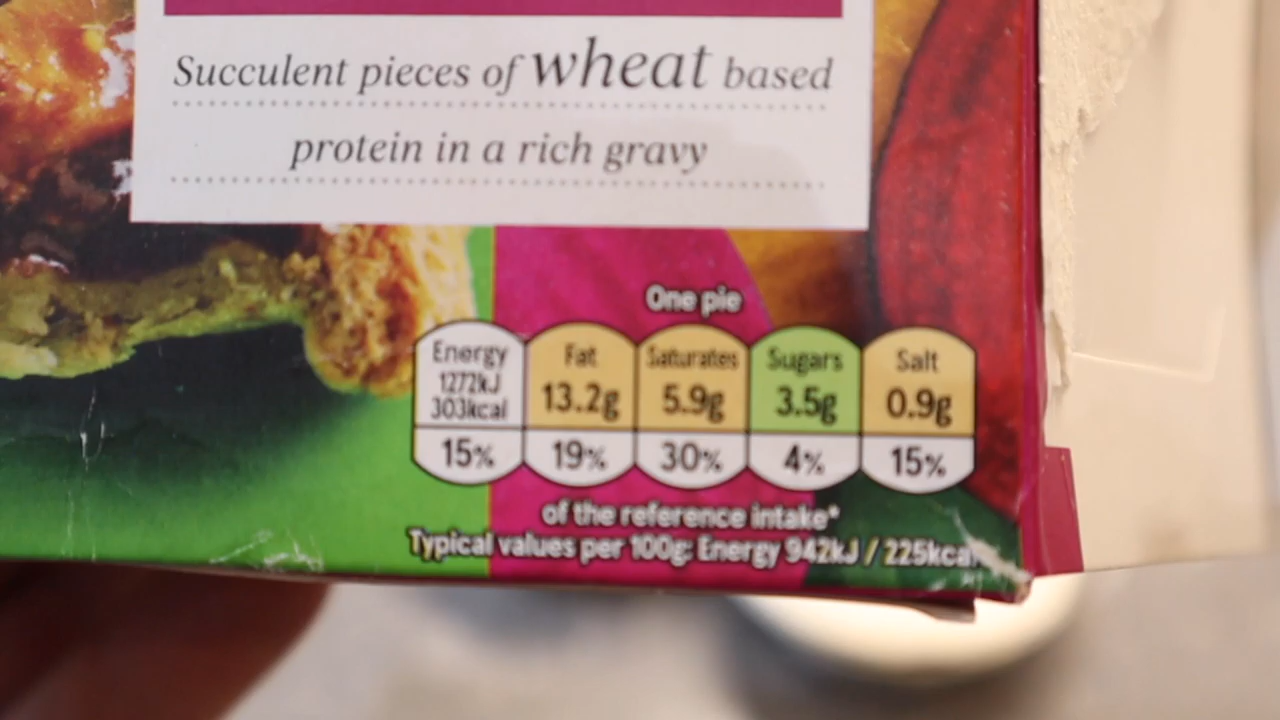 Succulent pieces of wheat based
protein in a rich gravy
One pie
Energy Fat Saturates Sugars Salt
1272kJ
303kcal 13.2g 5.9g 3.5g 0.9g
15% 19% 30% 4% 15%
of the reference intake*
Typical values per 100g: Energy 942kJ / 225kcal